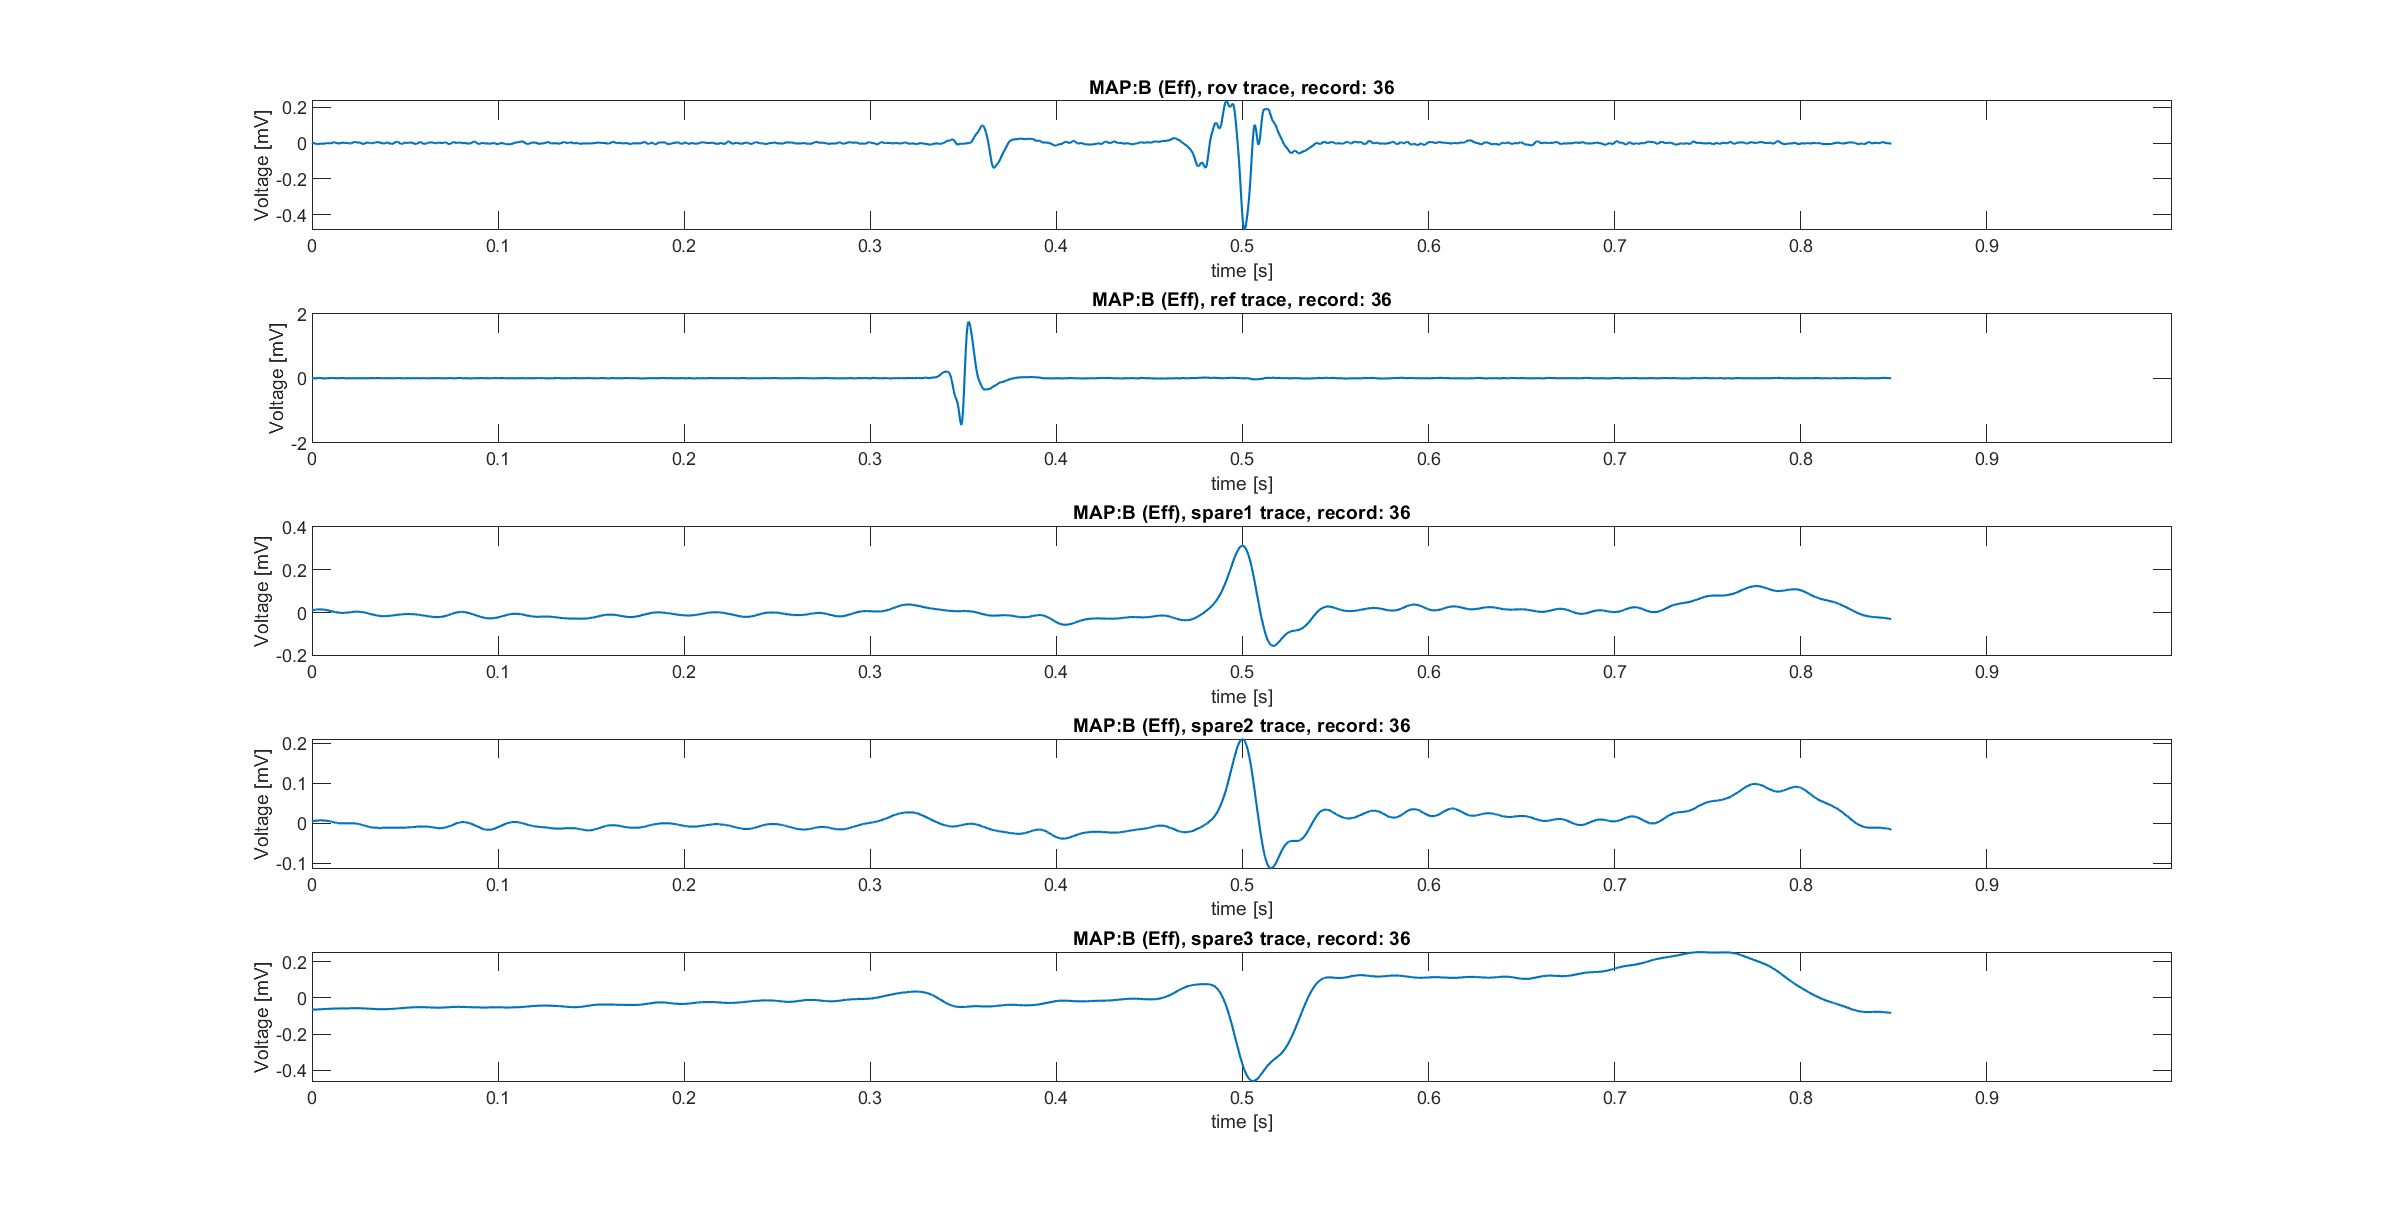 MAP:B (Eff), rov trace, record: 36
Voltage [mV]
0.2
0
-0.2
-0.4
0 0.1 0.2 0.3 0.4 0.5 0.6 0.7 0.8 0.9
time [s]
MAP:B (Eff), ref trace, record: 36
Voltage [mV]
2
0
-2
0 0.1 0.2 0.3 0.4 0.5 0.6 0.7 0.8 0.9
time [s]
MAP:B (Eff), spare1 trace, record: 36
Voltage [mV]
0.4
0.2
0
-0.2
0 0.1 0.2 0.3 0.4 0.5 0.6 0.7 0.8 0.9
time [s]
MAP:B (Eff), spare2 trace, record: 36
Voltage [mV]
0.2
0.1
0
-0.1
0 0.1 0.2 0.3 0.4 0.5 0.6 0.7 0.8 0.9
time [s]
MAP:B (Eff), spare3 trace, record: 36
Voltage [mV]
0.2
0
-0.2
-0.4
0 0.1 0.2 0.3 0.4 0.5 0.6 0.7 0.8 0.9
time [s]